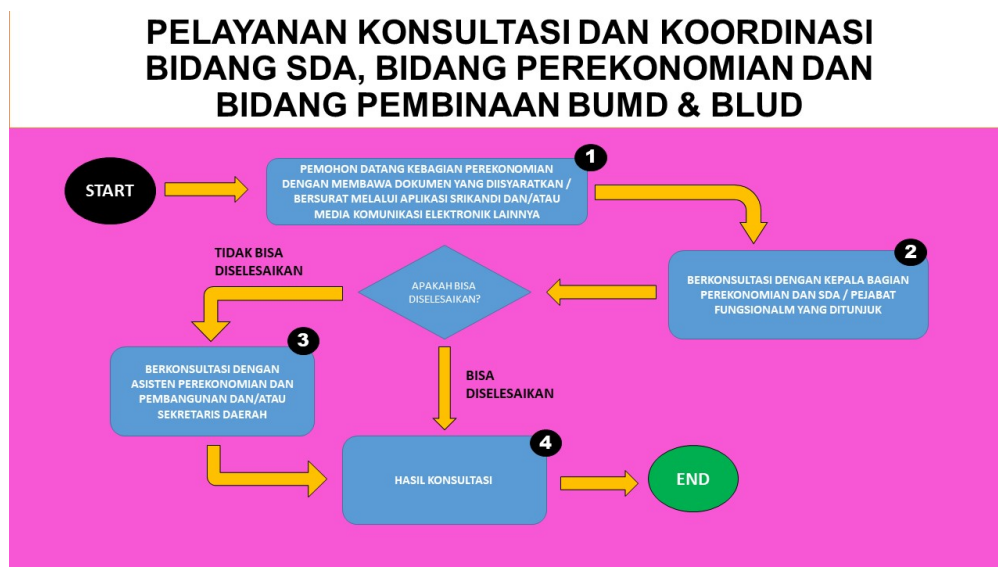 PELAYANAN KONSULTASI DAN KOORDINASI
BIDANG SDA, BIDANG PEREKONOMIAN DAN
BIDANG PEMBINAAN BUMD & BLUD
START
1
PEMOHON DATANG KEBAGIAN PEREKONOMIAN
DENGAN MEMBAWA DOKUMEN YANG DIISYARATKAN /
BERSURAT MELALUI APLIKASI SRIKANDI DAN/ATAU
MEDIA KOMUNIKASI ELEKTRONIK LAINNYA
2
BERKONSULTASI DENGAN KEPALA BAGIAN
PEREKONOMIAN DAN SDA / PEJABAT
FUNGSIONALM YANG DITUNJUK
APAKAH BISA
DISELESAIKAN?
TIDAK BISA
DISELESAIKAN
3
BERKONSULTASI DENGAN
ASISTEN PEREKONOMIAN DAN
PEMBANGUNAN DAN/ATAU
SEKRETARIS DAERAH
BISA
DISELESAIKAN
4
HASIL KONSULTASI
END